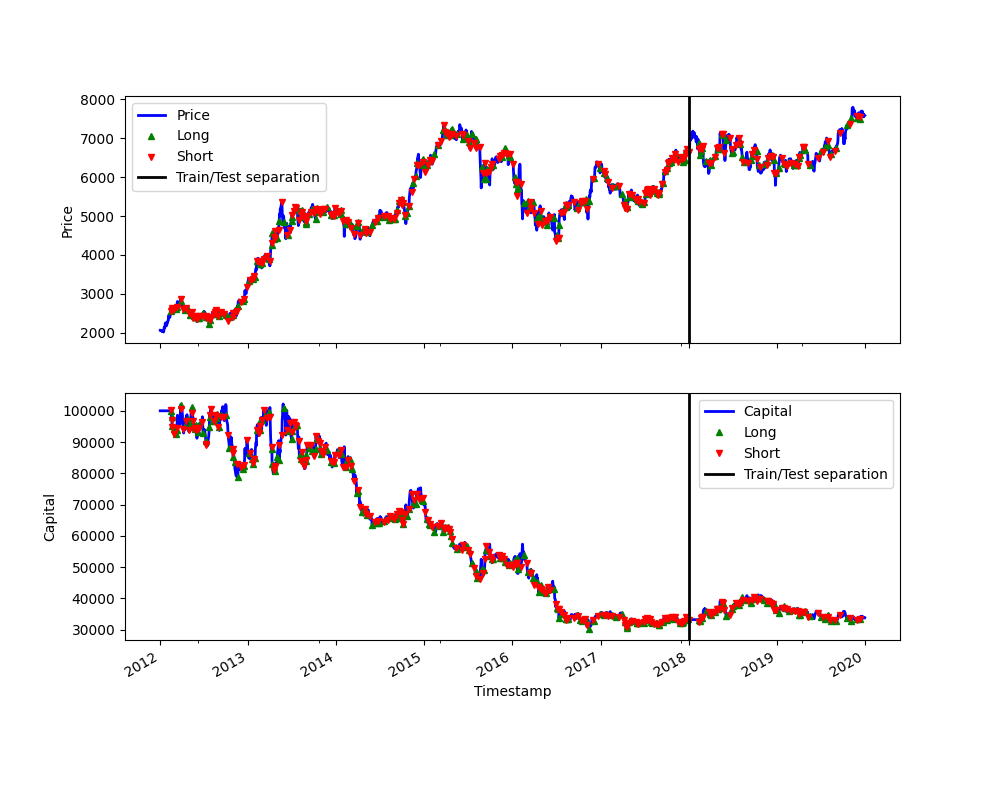 8000
7000
6000
5000
4000
3000
2000
Price
Price
Long
Short
Train/Test separation
100000
90000
80000
70000
60000
50000
40000
30000
Capital
Capital
Long
Short
Train/Test separation
2012
2013
2014
2015
2016
2017
2018
2019
2020
Timestamp